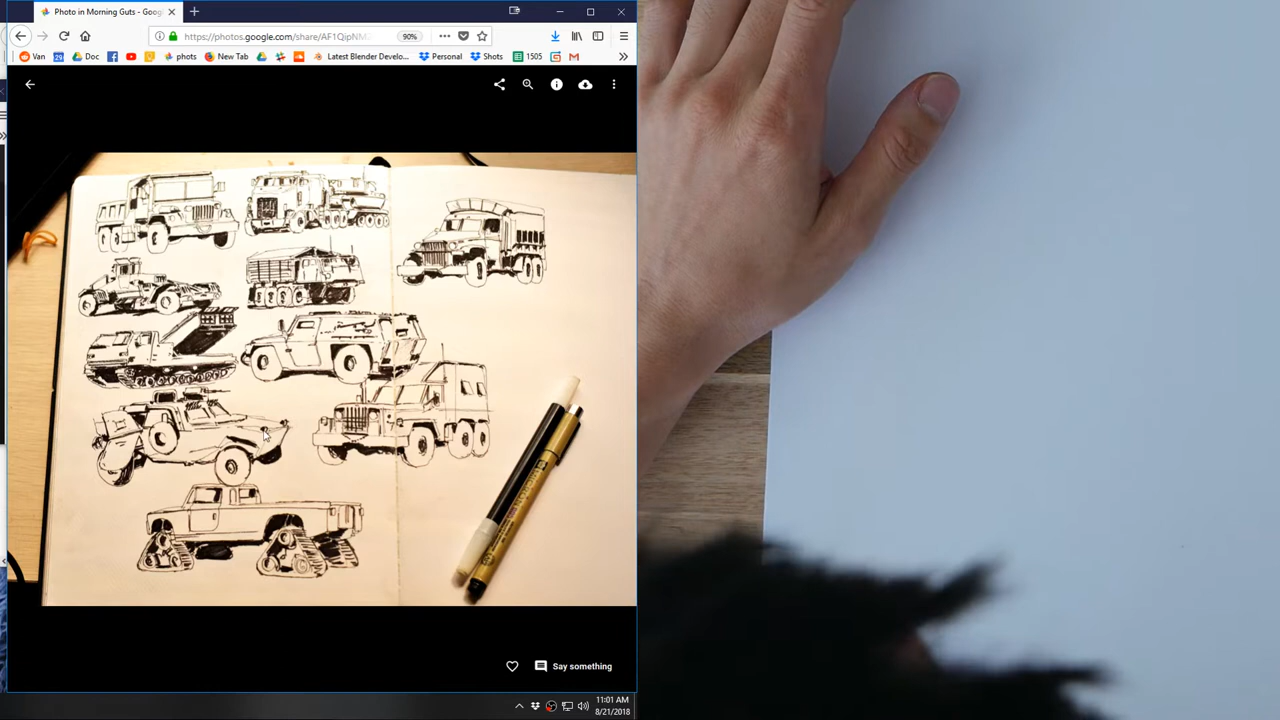 Photo in Morning Guts - Goog
https://photos.google.com/share/AF1QipNM
90%
Van
Doc
phots
New Tab
Latest Blender Develo...
Personal
Shots
1505
Say something
11:01 AM
8/21/2018